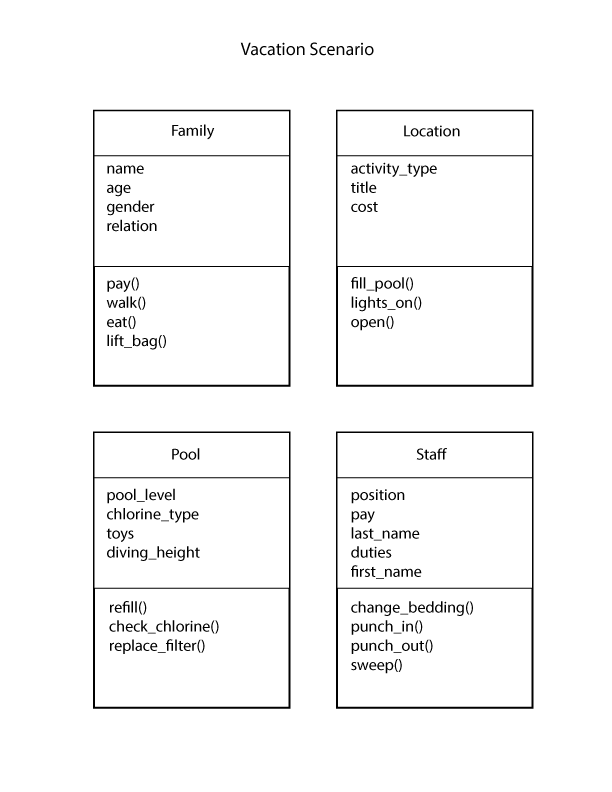 Vacation Scenario
Family
name
age
gender
relation
pay()
walk()
eat()
lift_bag()
Location
activity_type
title
cost
fill_pool()
lights_on()
open()
Pool
pool_level
chlorine_type
toys
diving_height
refill()
check_chlorine()
replace_filter()
Staff
position
pay
last_name
duties
first_name
change_bedding()
punch_in()
punch_out()
sweep()